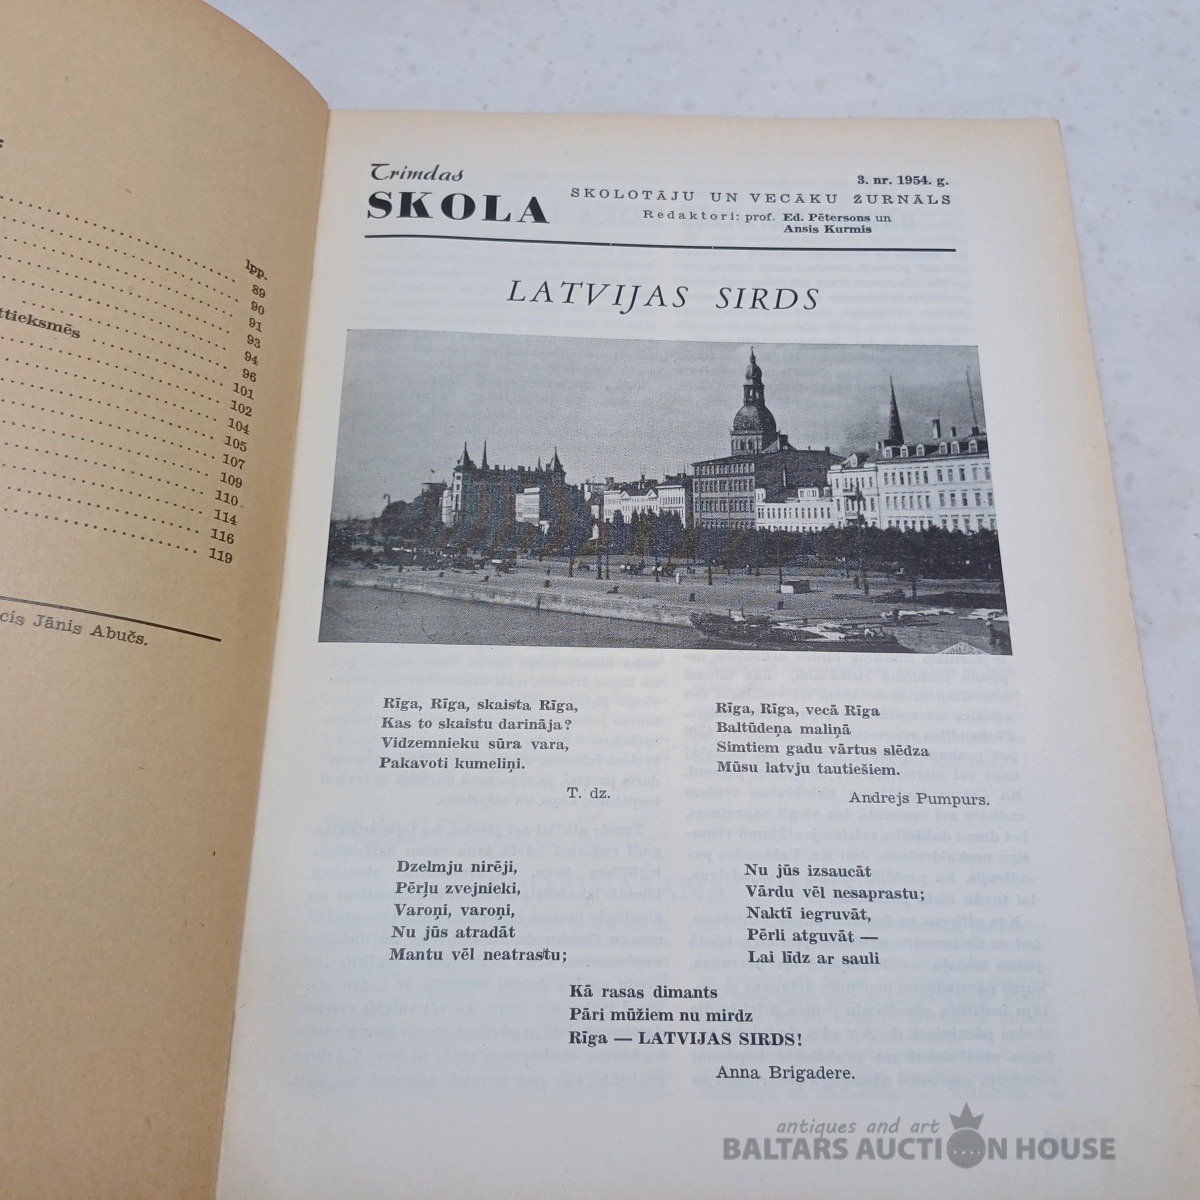 lpp.
89
90
91
ttieksmēs 93
94
96
101
102
104
105
107
109
110
114
116
119
cis Jānis Abučs.
Trimdas
SKOLA
3. nr. 1954. g.
SKOLOTĀJU UN VECĀKU ŽURNĀLS
Redaktori: prof. Ed. Pētersons un
Ansis Kurmis
LATVIJAS SIRDS
Rīga, Rīga, skaista Rīga,
Kas to skaistu darināja?
Vidzemnieku sūra vara,
Pakavoti kumeliņi.
T. dz.
Rīga, Rīga, vecā Rīga
Baltūdeņa maliņā
Simtiem gadu vārtus slēdza
Mūsu latvju tautiešiem.
Andrejs Pumpurs.
Dzelmju nirēji,
Pērļu zvejnieki,
Varoņi, varoņi,
Nu jūs atradāt
Mantu vēl neatrastu;
Nu jūs izsaucāt
Vārdu vēl nesaprastu;
Naktī iegruvāt,
Pērli atguvāt —
Lai līdz ar sauli
Kā rasas dimants
Pāri mūžiem nu mirdz
Rīga — LATVIJAS SIRDS!
Anna Brigadere.
antiques and art
BALTARS AUCTION HOUSE